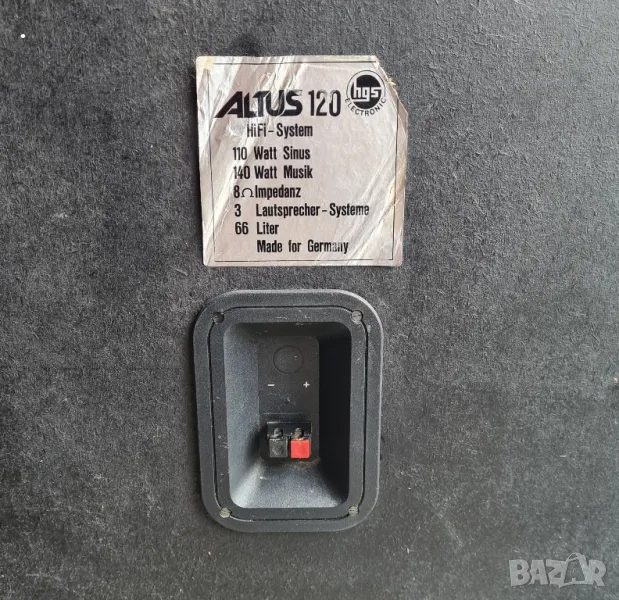 ALTUS 120 hgs ELECTRONIC
HiFi-System
110 Watt Sinus
140 Watt Musik
8Ω Impedanz
3 Lautsprecher-Systeme
66 Liter
Made for Germany
- +
BAZAR